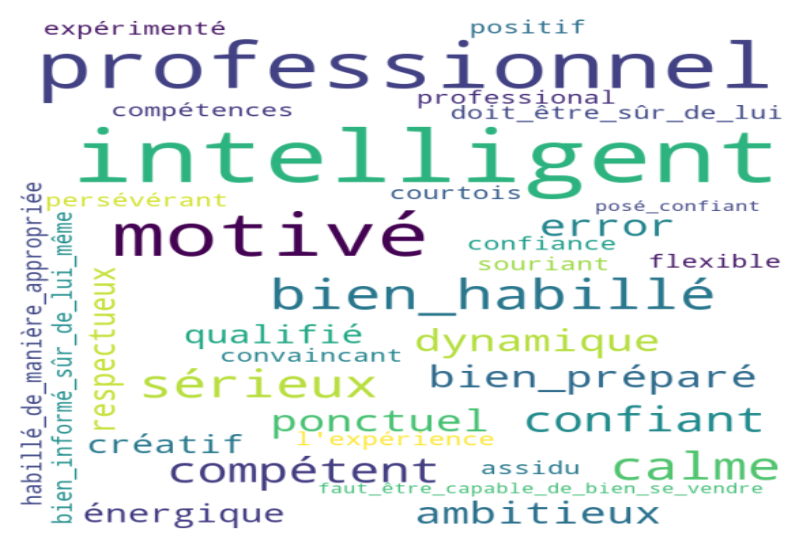 expérimenté
positif
professionnel
professional
compétences
doit_être_sûr_de_lui
intelligent
persévérant
courtois
posé_confiant
motivé
error
confiance
souriant
flexible
bien_habillé
habillé_de_manière_appropriée
bien_informé_sûr_de_lui_même
respectueux
qualifié
dynamique
convaincant
sérieux
bien_préparé
ponctuel
confiant
créatif
l'expérience
compétent
assidu
calme
faut_être_capable_de_bien_se_vendre
énergique
ambitieux